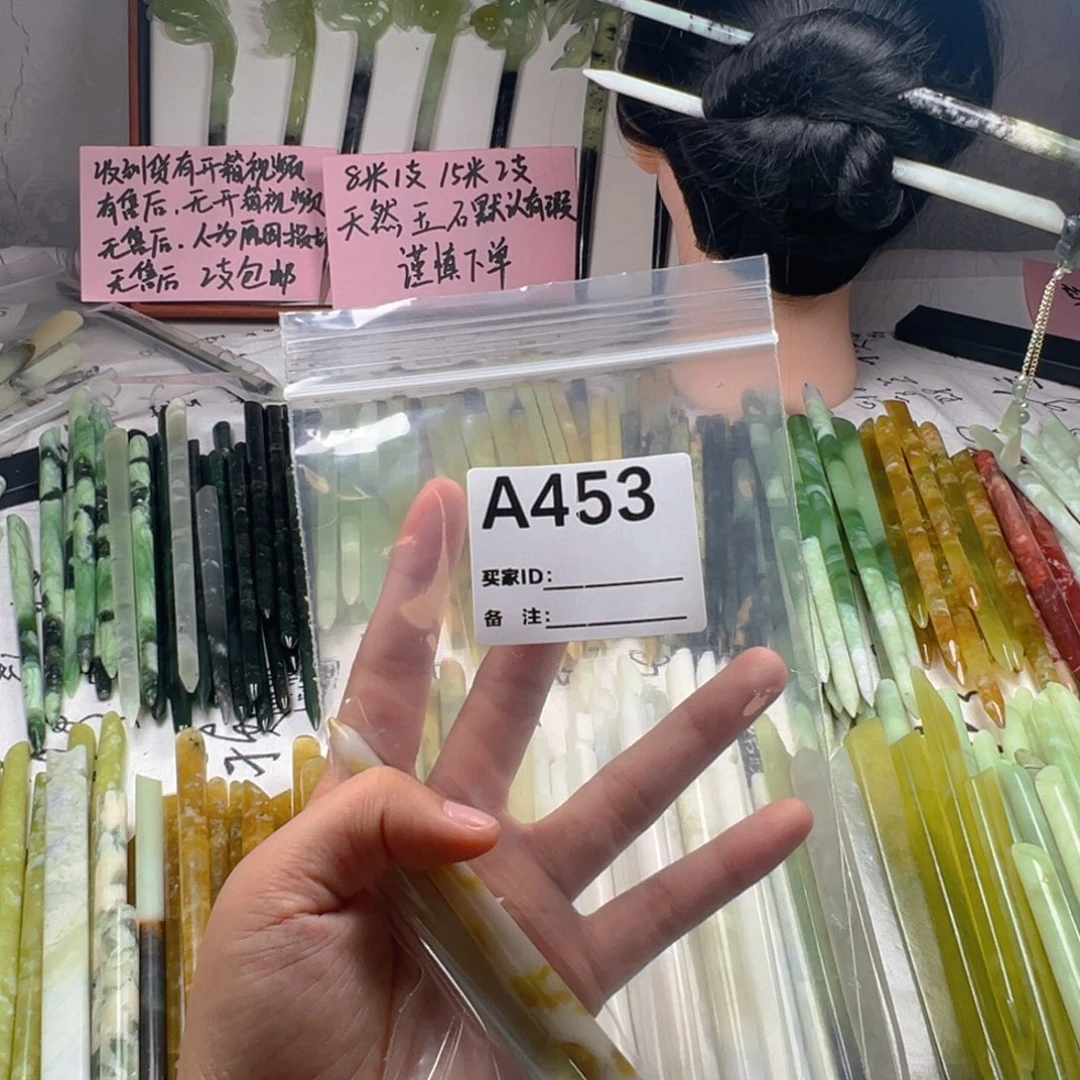 收到货有开箱视频
有售后，无开箱视频
无售后，人为原因损坏
无售后 2支包邮
8米1支 15米2支
天然玉石默认有瑕
谨慎下单
A453
买家ID:
备 注: